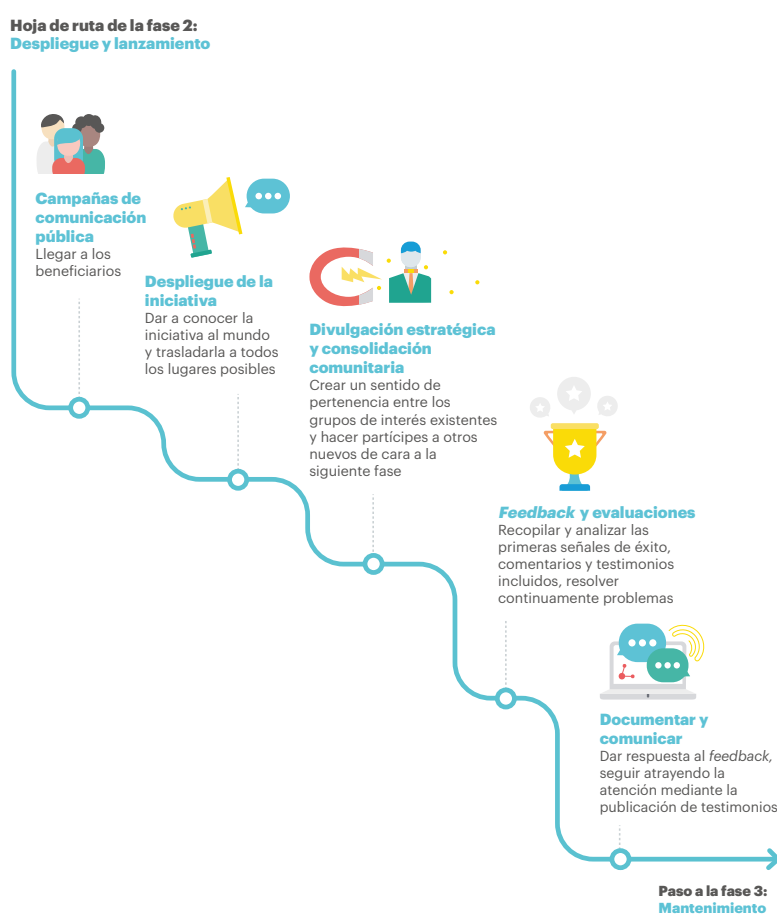 Hoja de ruta de la fase 2:
Despliegue y lanzamiento
Campañas de
comunicación
pública
Llegar a los
beneficiarios
Despliegue de la
iniciativa
Dar a conocer la
iniciativa al mundo
y trasladarla a todos
los lugares posibles
Divulgación estratégica
y consolidación
comunitaria
Crear un sentido de
pertenencia entre los
grupos de interés existentes
y hacer partícipes a otros
nuevos de cara a la
siguiente fase
Feedback y evaluaciones
Recopilar y analizar las
primeras señales de éxito,
comentarios y testimonios
incluidos, resolver
continuamente problemas
Documentar y
comunicar
Dar respuesta al feedback,
seguir atrayendo la
atención mediante la
publicación de testimonios
Paso a la fase 3:
Mantenimiento